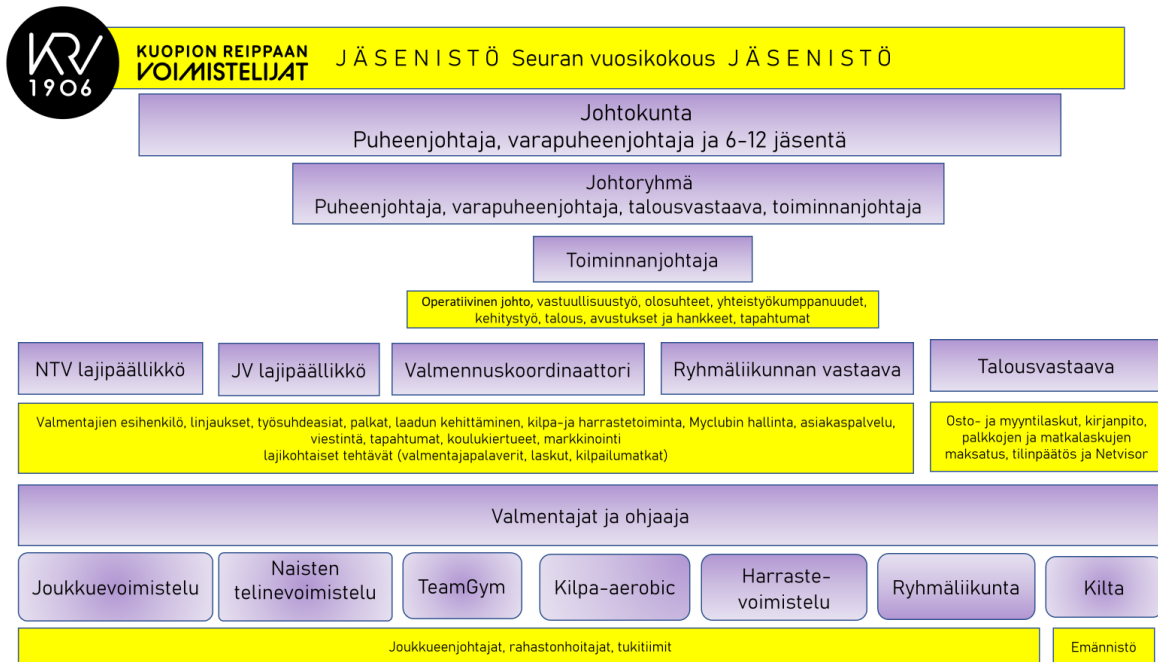 KRV
1906
KUOPION REIPPAAN
VOIMISTELIJAT
JÄSENISTÖ Seuran vuosikokous JÄSENISTÖ
Johtokunta
Puheenjohtaja, varapuheenjohtaja ja 6-12 jäsentä
Johtoryhmä
Puheenjohtaja, varapuheenjohtaja, talousvastaava, toiminnanjohtaja
Toiminnanjohtaja
Operatiivinen johto, vastuullisuustyö, olosuhteet, yhteistyökumppanuudet,
kehitystyö, talous, avustukset ja hankkeet, tapahtumat
NTV lajipäällikkö
JV lajipäällikkö
Valmennuskoordinaattori
Ryhmäliikunnan vastaava
Talousvastaava
Valmentajien esihenkilö, linjaukset, työsuhdeasiat, palkat, laadun kehittäminen, kilpa-ja harrastetoiminta, Myclubin hallinta, asiakaspalvelu,
viestintä, tapahtumat, koulukiertueet, markkinointi
lajikohtaiset tehtävät (valmentajapalaverit, laskut, kilpailumatkat)
Osto- ja myyntilaskut, kirjanpito,
palkkojen ja matkalaskujen
maksatus, tilinpäätös ja Netvisor
Valmentajat ja ohjaaja
Joukkuevoimistelu
Naisten
telinevoimistelu
TeamGym
Kilpa-aerobic
Harraste-
voimistelu
Ryhmäliikunta
Kilta
Joukkueenjohtajat, rahastonhoitajat, tukitiimit
Emännistö